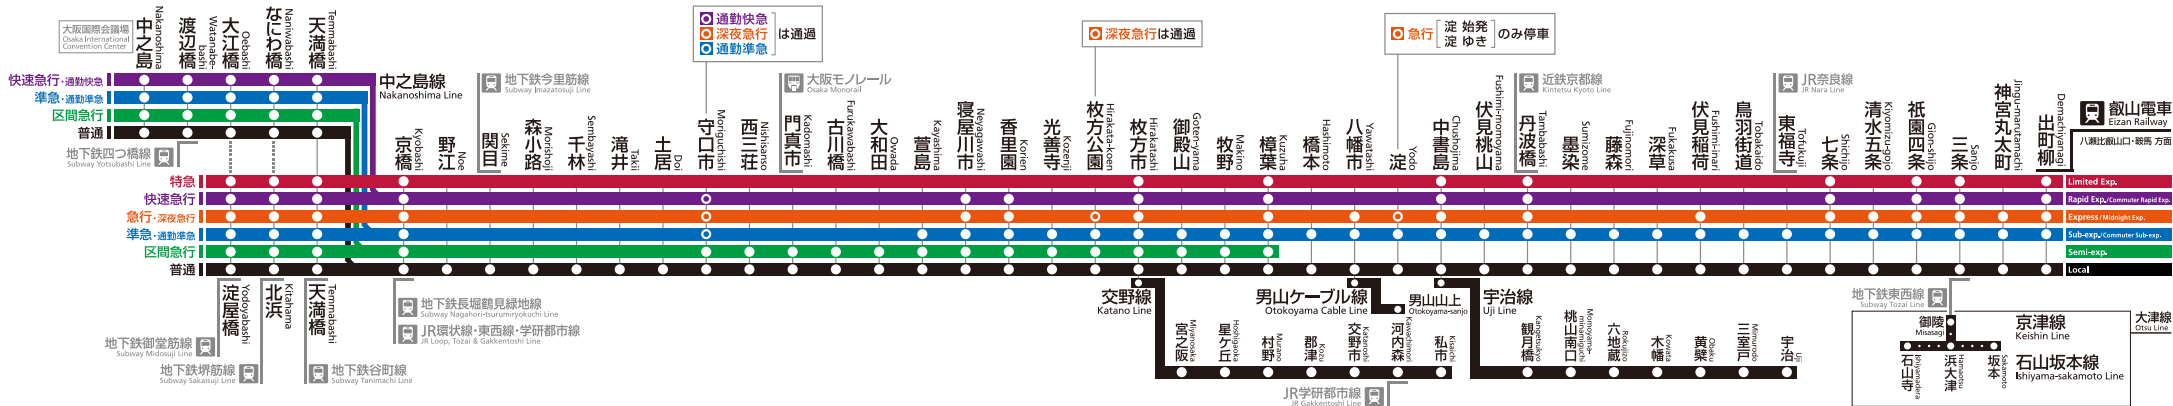 大阪国際会議場
Osaka International
Convention Center
中之島
Nakanoshima
渡辺橋
Watanabe-
bashi
大江橋
Oebashi
なにわ橋
Naniwabashi
天満橋
Temmabashi
快速急行・通勤快急
準急・通勤準急
区間急行
普通
中之島線
Nakanoshima Line
地下鉄四つ橋線
Subway Yotsubashi Line
通勤快急
深夜急行
通勤準急
は通過
深夜急行は通過
急行
淀 始発
淀 ゆき
のみ停車
地下鉄今里筋線
Subway Imazatosuji Line
大阪モノレール
Osaka Monorail
近鉄京都線
Kintetsu Kyoto Line
JR奈良線
JR Nara Line
叡山電車
Eizan Railway
八瀬比叡山口・鞍馬 方面
京橋
Kyobashi
野江
Noe
関目
Sekime
森小路
Morishoji
千林
Sembayashi
滝井
Takii
土居
Doi
守口市
Moriguchishi
西三荘
Nishisanso
門真市
Kadomashi
古川橋
Furukawabashi
大和田
Owada
萱島
Kayashima
寝屋川市
Neyagawashi
香里園
Korien
光善寺
Kozenji
枚方公園
Hirakata-koen
枚方市
Hirakatashi
御殿山
Goten-yama
牧野
Makino
樟葉
Kuzuha
橋本
Hashimoto
八幡市
Yawatashi
淀
Yodo
中書島
Chushojima
伏見桃山
Fushimi-momoyama
丹波橋
Tambabashi
墨染
Sumizome
藤森
Fujinomori
深草
Fukakusa
伏見稲荷
Fushimi-inari
鳥羽街道
Tobakaido
東福寺
Tofukuji
七条
Shichijo
清水五条
Kiyomizu-gojo
祇園四条
Gion-shijo
三条
Sanjo
神宮丸太町
Jingu-marutamachi
出町柳
Demachiyanagi
特急
Limited Exp.
快速急行
Rapid Exp./Commuter Rapid Exp.
急行・深夜急行
Express/Midnight Exp.
準急・通勤準急
Sub-exp./Commuter Sub-exp.
区間急行
Semi-exp.
普通
Local
淀屋橋
Yodoyabashi
北浜
Kitahama
天満橋
Temmabashi
地下鉄御堂筋線
Subway Midosuji Line
地下鉄堺筋線
Subway Sakaisuji Line
地下鉄谷町線
Subway Tanimachi Line
地下鉄長堀鶴見緑地線
Subway Nagahori-tsurumiryokuchi Line
JR環状線・東西線・学研都市線
JR Loop, Tozai & Gakkentoshi Line
交野線
Katano Line
宮之阪
Miyanosaka
星ケ丘
Hoshigaoka
村野
Murano
郡津
Kozu
交野市
Katanoshi
河内森
Kawachimori
私市
Kisaichi
JR学研都市線
JR Gakkentoshi Line
男山ケーブル線
Otokoyama Cable Line
男山山上
Otokoyama-sanjo
宇治線
Uji Line
観月橋
Kangetsukyo
桃山南口
Momoyama-
minamiguchi
六地蔵
Rokujizo
木幡
Kowata
黄檗
Obaku
三室戸
Mimurodo
宇治
Uji
地下鉄東西線
Subway Tozai Line
御陵
Misasagi
京津線
Keishin Line
大津線
Otsu Line
石山寺
Ishiyamadera
浜大津
Hamaotsu
坂本
Sakamoto
石山坂本線
Ishiyama-sakamoto Line